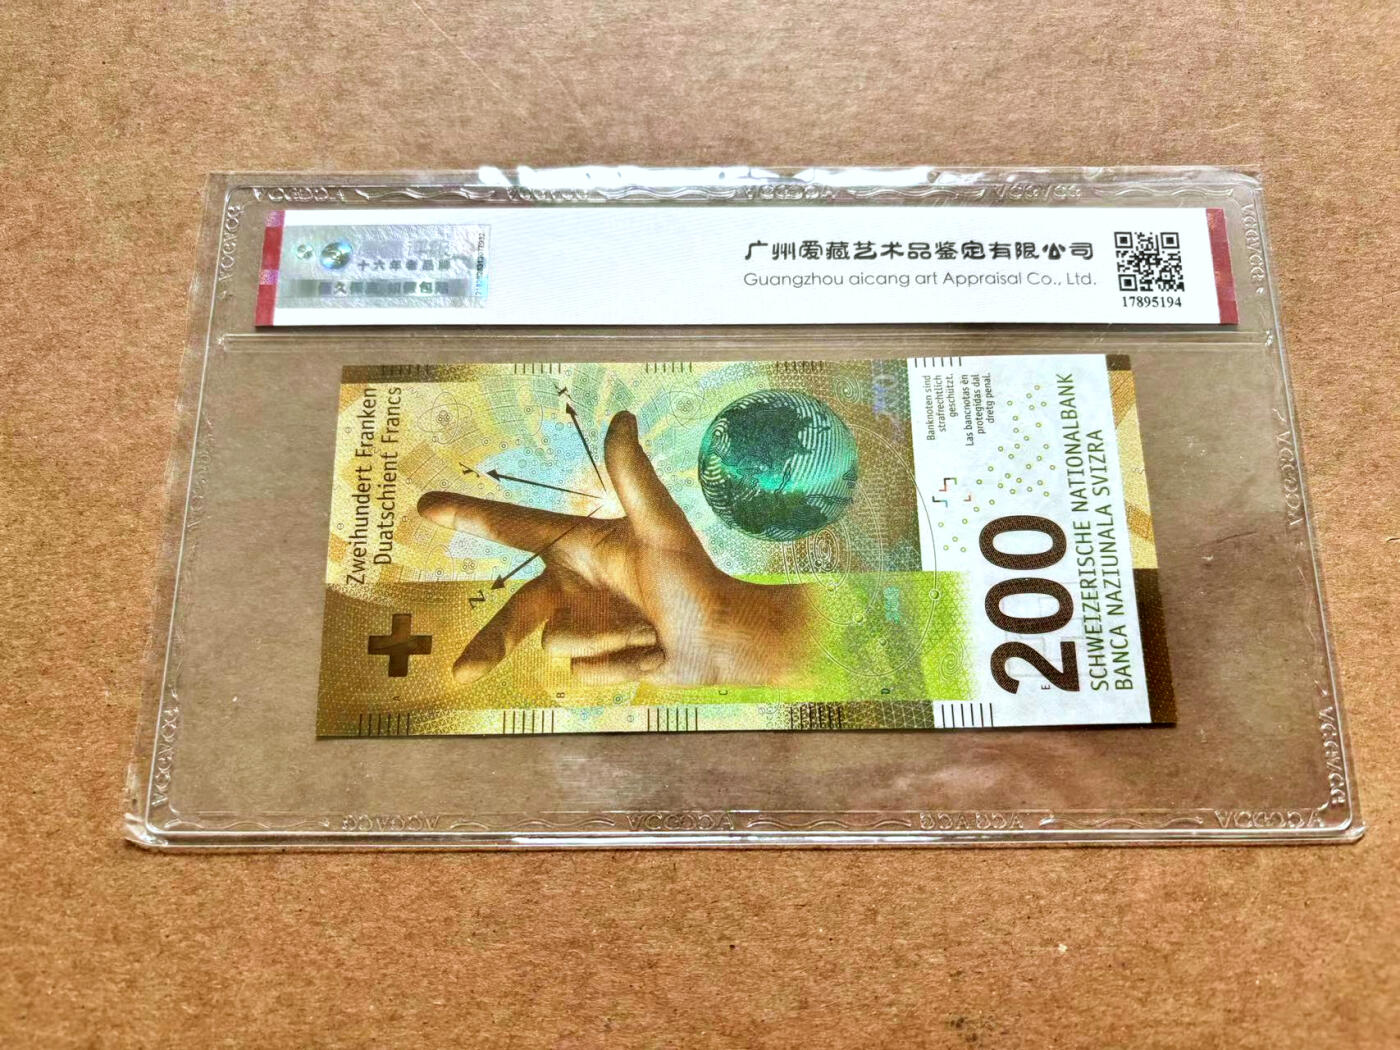 十六年老品牌
广州爱藏艺术品鉴定有限公司
Guangzhou aicang art Appraisal Co., Ltd.
17895194
Zweihundert Franken
Duatschient Francs
x
y
z
Banknoten sind
strafrechtlich
geschützt.
Las bancnotas èn
protegidas dal
dretg penal.
200
SCHWEIZERISCHE NATIONALBANK
BANCA NAZIUNALA SVIZRA
B
C
D
E